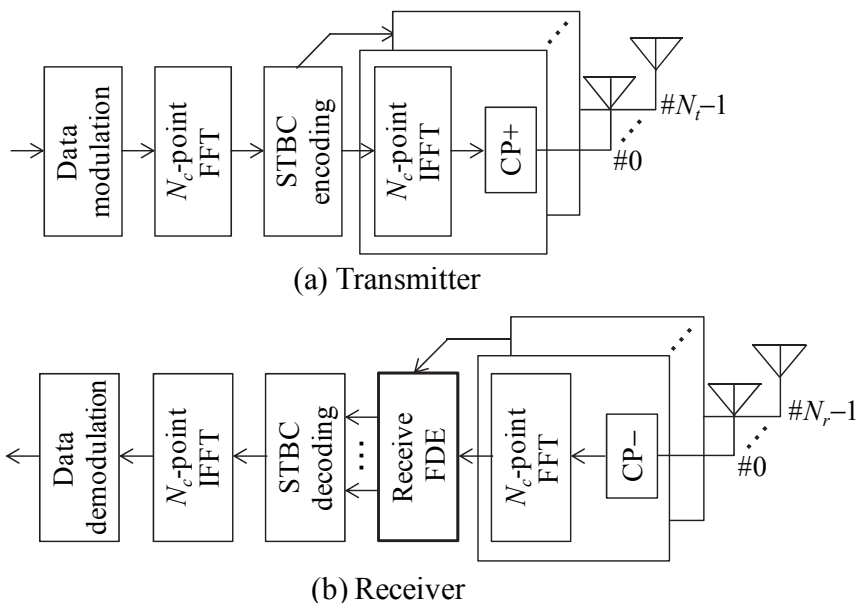 Data
modulation
N_c-point
FFT
STBC
encoding
N_c-point
IFFT
CP+
#0
#N_t−1
(a) Transmitter
Data
demodulation
N_c-point
IFFT
STBC
decoding
Receive
FDE
N_c-point
FFT
CP−
#0
#N_r−1
(b) Receiver